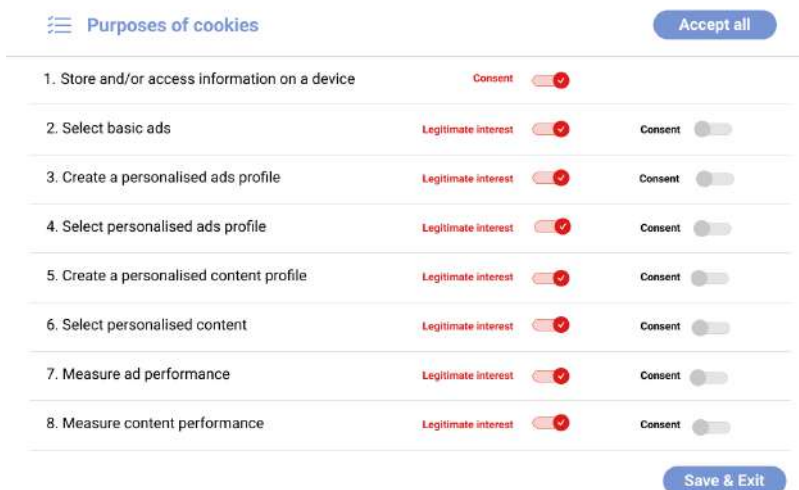 Purposes of cookies Accept all
1. Store and/or access information on a device Consent
2. Select basic ads Legitimate interest Consent
3. Create a personalised ads profile Legitimate interest Consent
4. Select personalised ads profile Legitimate interest Consent
5. Create a personalised content profile Legitimate interest Consent
6. Select personalised content Legitimate interest Consent
7. Measure ad performance Legitimate interest Consent
8. Measure content performance Legitimate interest Consent
Save & Exit